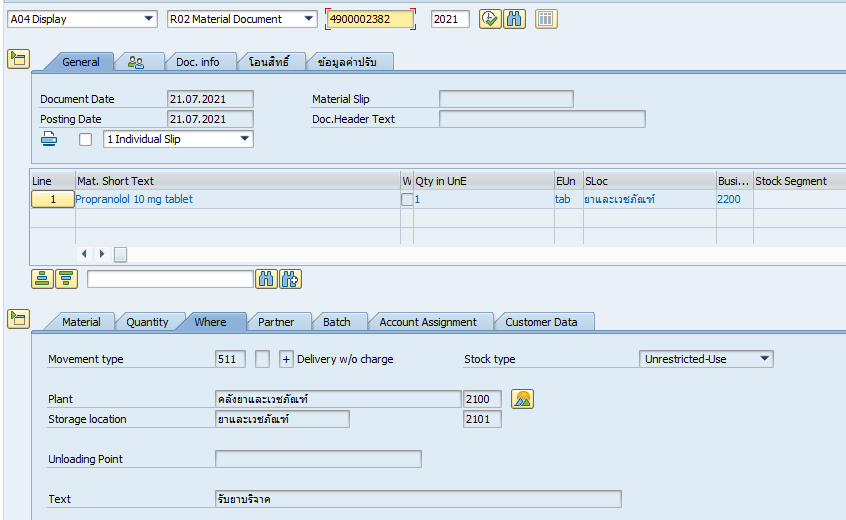 A04 Display R02 Material Document 4900002382 2021
General Doc. info โอนสิทธิ์ ข้อมูลค่าปรับ
Document Date 21.07.2021 Material Slip
Posting Date 21.07.2021 Doc.Header Text
1 Individual Slip
Line Mat. Short Text W Qty in UnE EUn SLoc Busi... Stock Segment
1 Propranolol 10 mg tablet 1 tab ยาและเวชภัณฑ์ 2200
Material Quantity Where Partner Batch Account Assignment Customer Data
Movement type 511 + Delivery w/o charge Stock type Unrestricted-Use
Plant คลังยาและเวชภัณฑ์ 2100
Storage location ยาและเวชภัณฑ์ 2101
Unloading Point
Text รับยาบริจาค